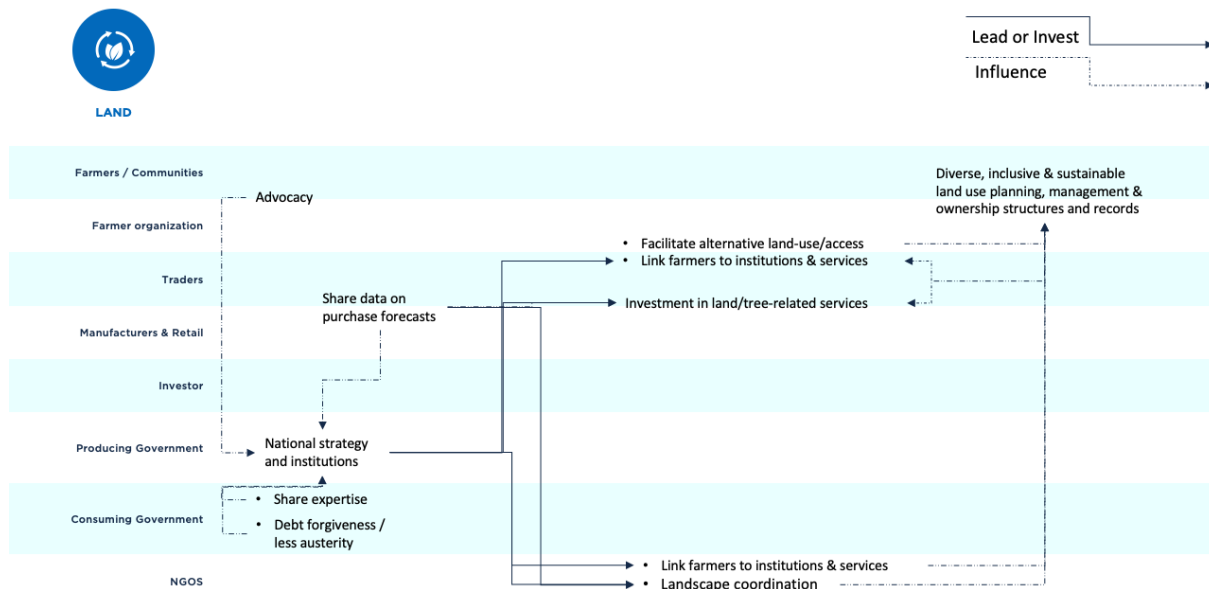 Lead or Invest
Influence
LAND
Farmers / Communities
Diverse, inclusive & sustainable
land use planning, management &
ownership structures and records
Advocacy
Farmer organization
• Facilitate alternative land-use/access
• Link farmers to institutions & services
Traders
Share data on
purchase forecasts
Investment in land/tree-related services
Manufacturers & Retail
Investor
Producing Government
National strategy
and institutions
Consuming Government
• Share expertise
• Debt forgiveness /
less austerity
NGOS
• Link farmers to institutions & services
• Landscape coordination